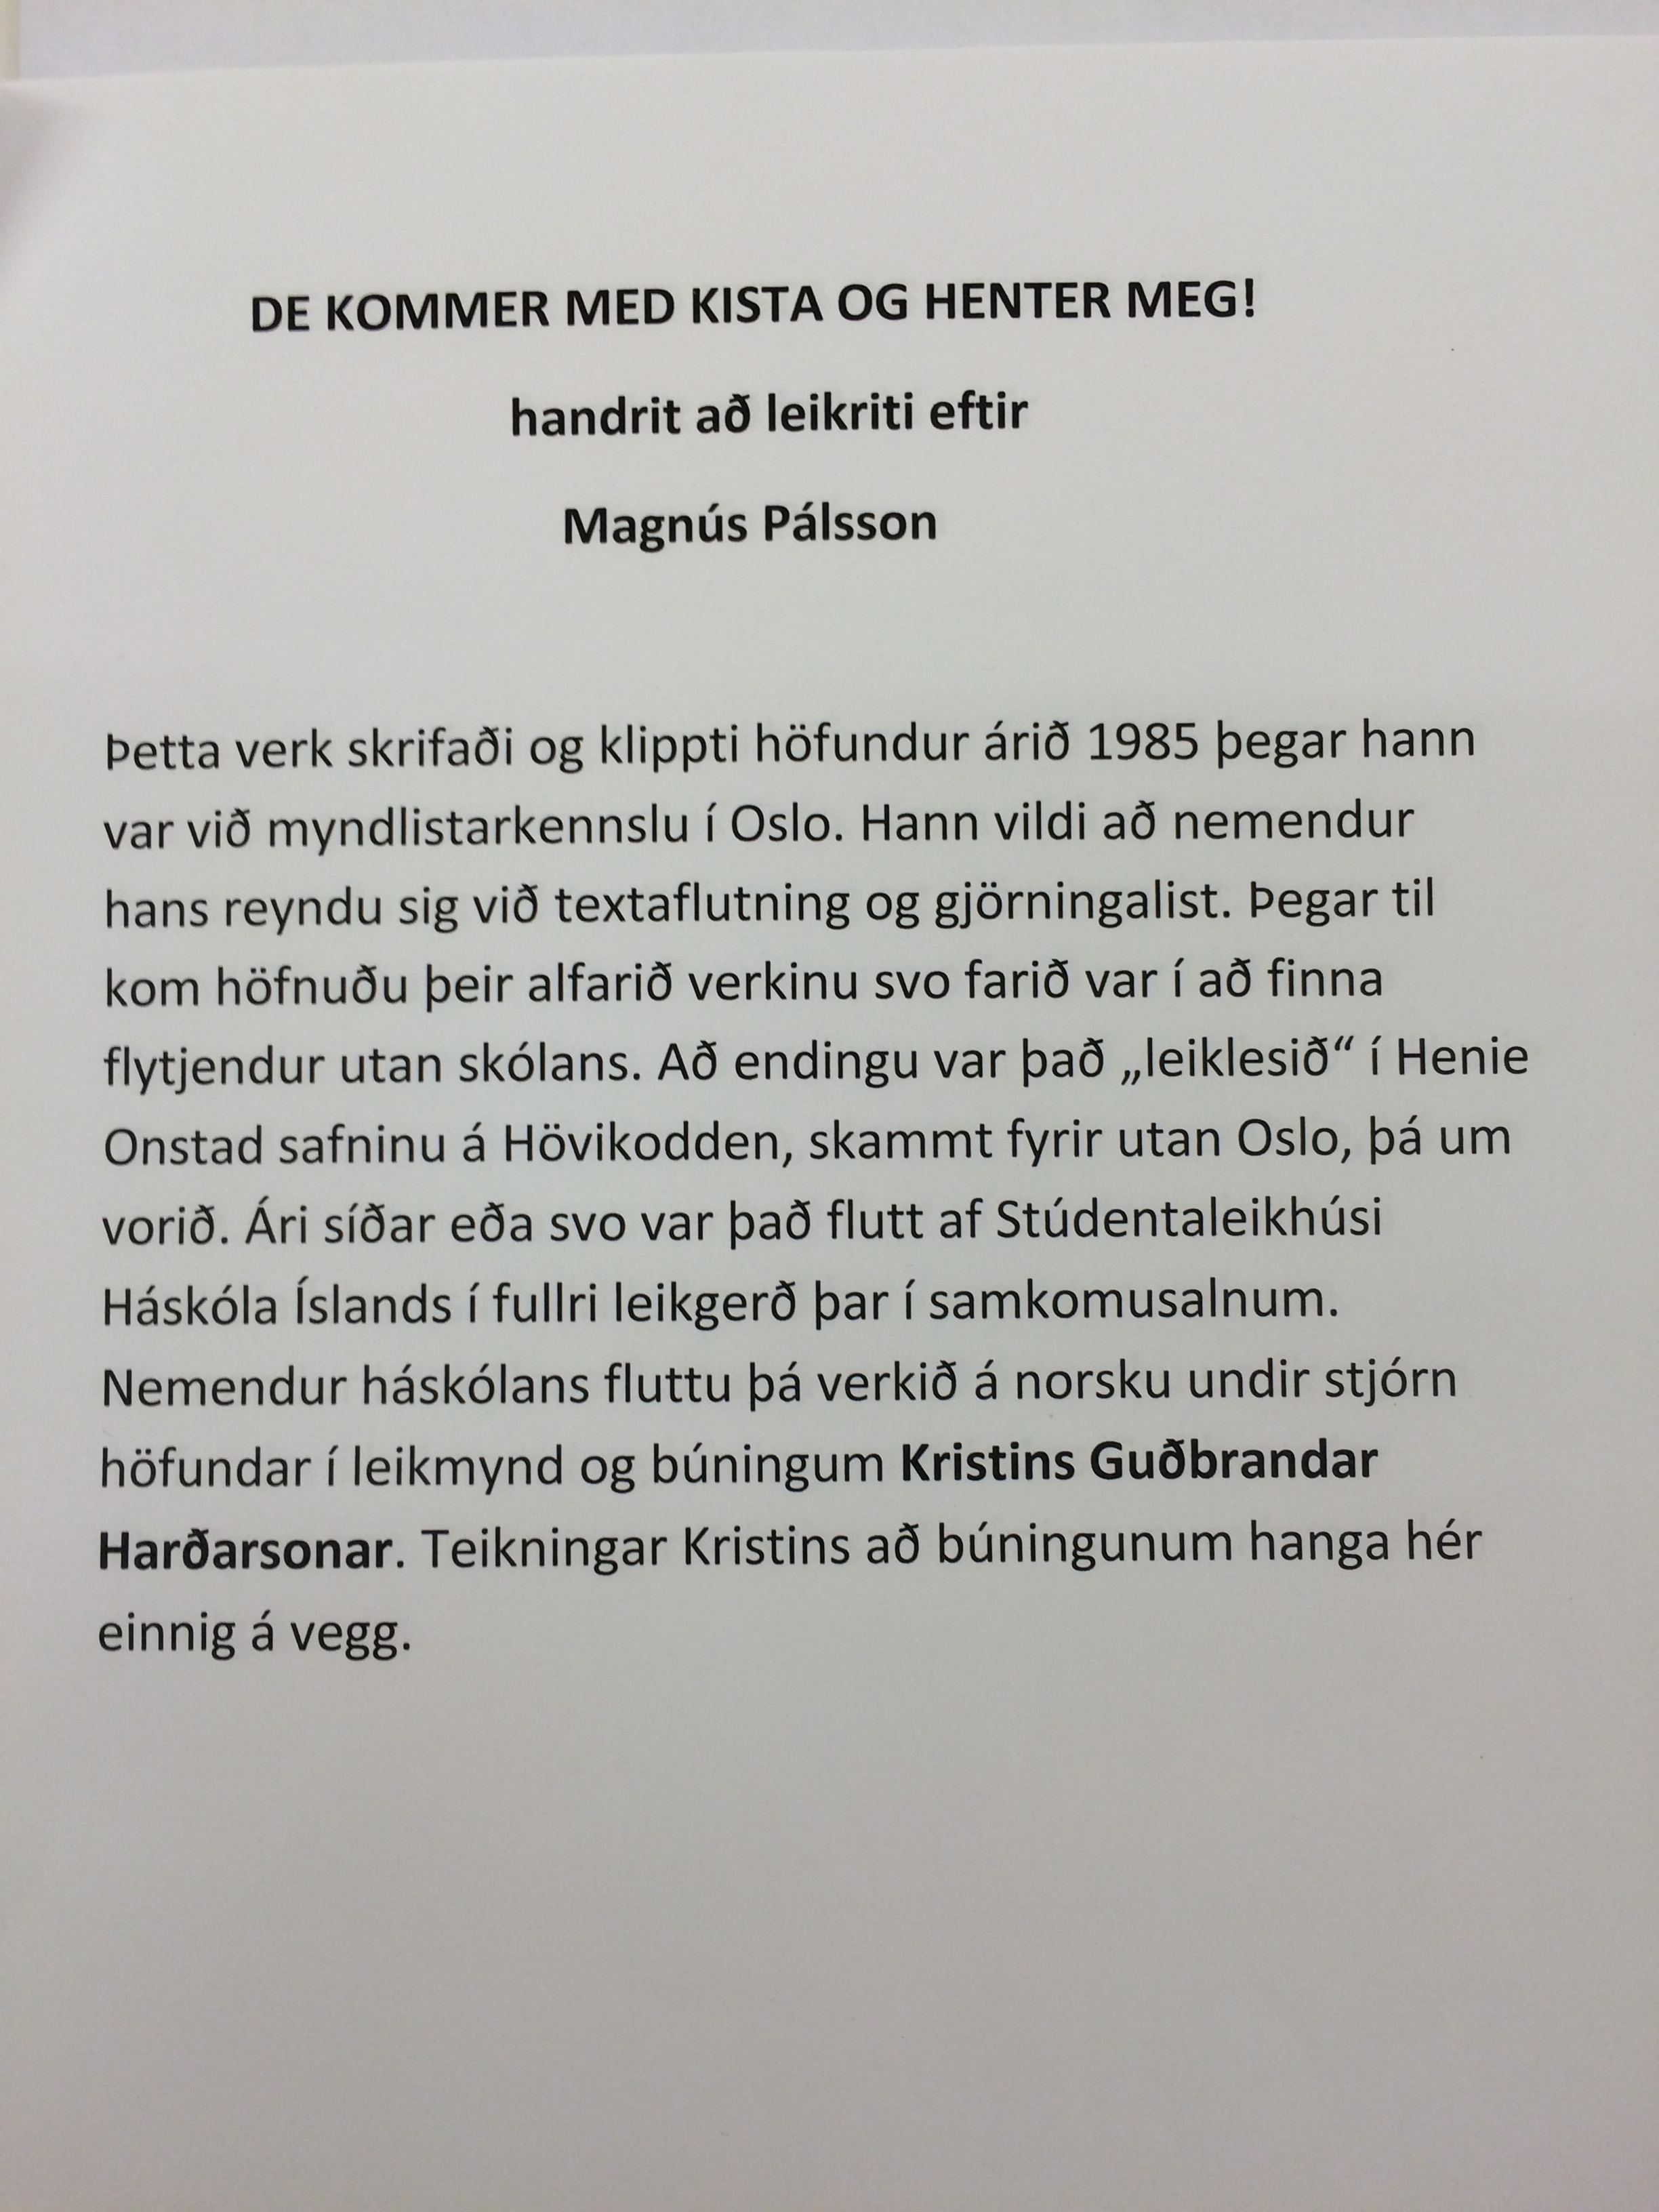 DE KOMMER MED KISTA OG HENTER MEG!
handrit að leikriti eftir
Magnús Pálsson
Þetta verk skrifaði og klippti höfundur árið 1985 þegar hann
var við myndlistarkennslu í Oslo. Hann vildi að nemendur
hans reyndu sig við textaflutning og gjörningalist. Þegar til
kom höfnuðu þeir alfarið verkinu svo farið var í að finna
flytjendur utan skólans. Að endingu var það „leiklesið“ í Henie
Onstad safninu á Hövikodden, skammt fyrir utan Oslo, þá um
vorið. Ári síðar eða svo var það flutt af Stúdentaleikhúsi
Háskóla Íslands í fullri leikgerð þar í samkomusalnum.
Nemendur háskólans fluttu þá verkið á norsku undir stjórn
höfundar í leikmynd og búningum Kristins Guðbrandar
Harðarsonar. Teikningar Kristins að búningunum hanga hér
einnig á vegg.